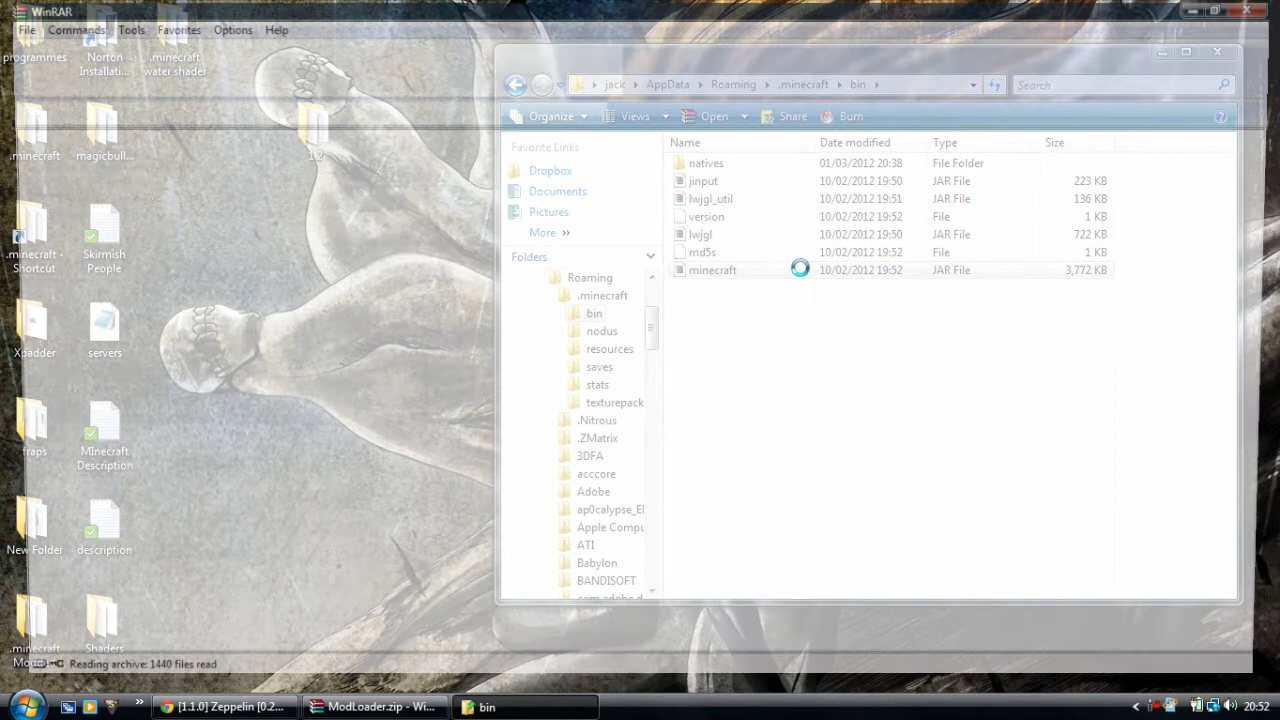 WinRAR
File Commands Tools Favorites Options Help
programmes
Norton
Installati...
.minecraft
water shader
.minecraft
magicbull...
1.2
.minecraft -
Shortcut
Skirmish
People
Xpadder
servers
fraps
MInecraft
Description
New Folder
description
.minecraft
Shaders
Reading archive: 1440 files read
jack AppData Roaming .minecraft bin
Search
Organize Views Open Share Burn
Favorite Links
Dropbox
Documents
Pictures
More »
Folders
Roaming
.minecraft
bin
nodus
resources
saves
stats
texturepack
.Nitrous
.ZMatrix
3DFA
acccore
Adobe
ap0calypse_El
Apple Compu
ATI
Babylon
BANDISOFT
Name Date modified Type Size
natives 01/03/2012 20:38 File Folder
jinput 10/02/2012 19:50 JAR File 223 KB
lwjgl_util 10/02/2012 19:51 JAR File 136 KB
version 10/02/2012 19:52 File 1 KB
lwjgl 10/02/2012 19:50 JAR File 722 KB
md5s 10/02/2012 19:52 File 1 KB
minecraft 10/02/2012 19:52 JAR File 3,772 KB
[1.1.0] Zeppelin [0.2...
ModLoader.zip - Wi...
bin
20:52